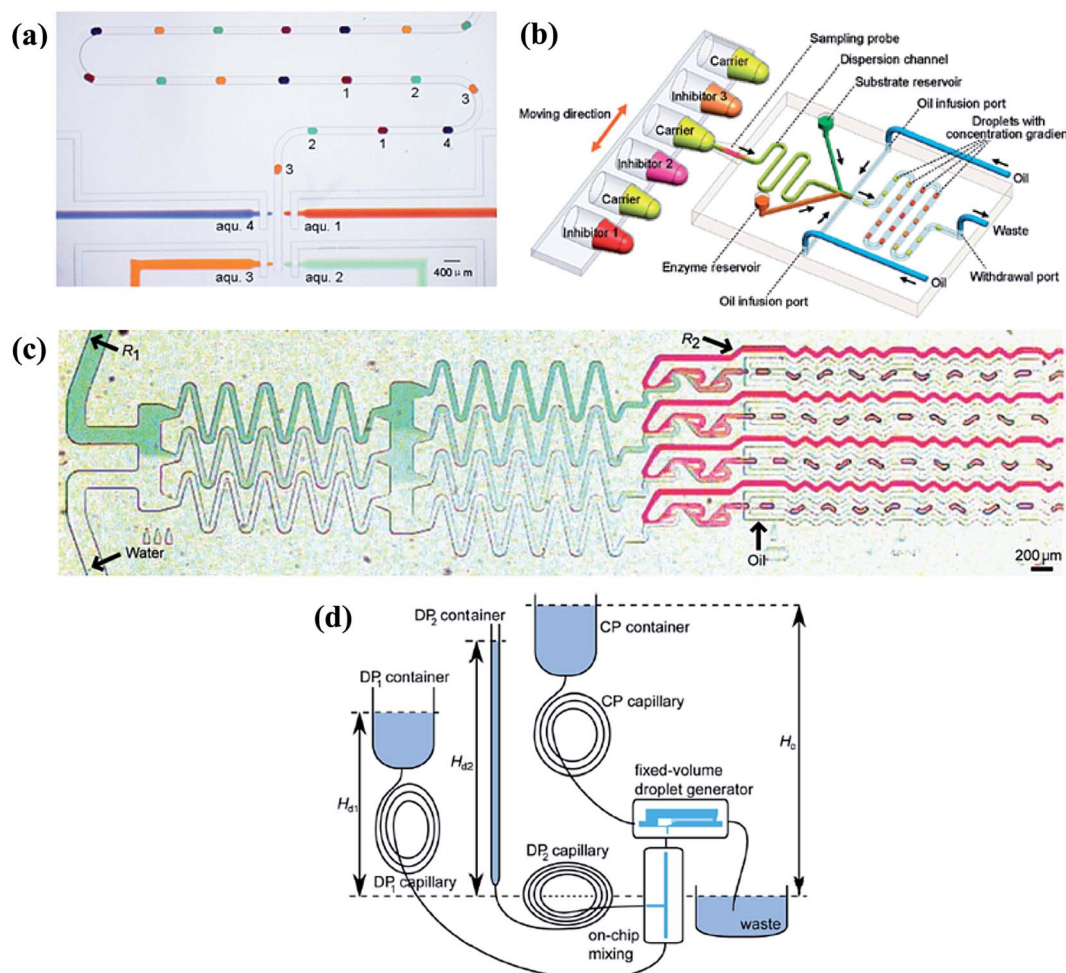 (a)
1
2
3
2
1
4
3
aqu. 4
aqu. 1
aqu. 3
aqu. 2
400 μm
(b)
Sampling probe
Dispersion channel
Substrate reservoir
Oil infusion port
Droplets with
concentration gradien
Moving direction
Carrier
Inhibitor 3
Carrier
Inhibitor 2
Carrier
Inhibitor 1
Oil
Waste
Enzyme reservoir
Oil infusion port
Oil
Withdrawal port
(c)
R1
R2
Water
Oil
200 μm
(d)
DP2 container
CP container
DP1 container
CP capillary
Hd1
Hd2
Hc
fixed-volume
droplet generator
DP2 capillary
DP1 capillary
on-chip
mixing
waste